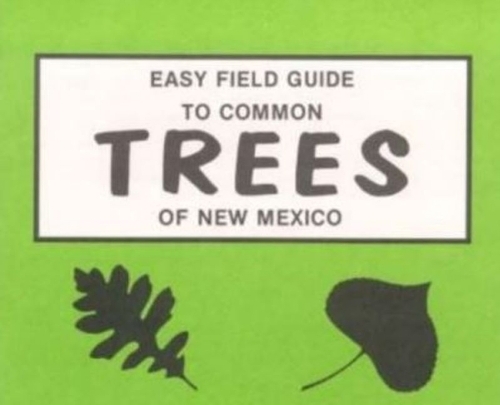 EASY FIELD GUIDE
TO COMMON
TREES
OF NEW MEXICO